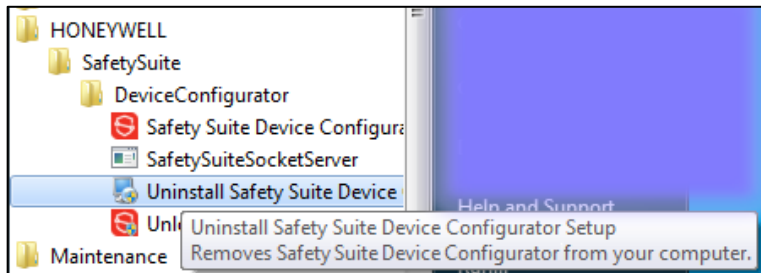 HONEYWELL
SafetySuite
DeviceConfigurator
Safety Suite Device Configura
SafetySuiteSocketServer
Uninstall Safety Suite Device
Help and Support
Unl
Uninstall Safety Suite Device Configurator Setup
Removes Safety Suite Device Configurator from your computer.
Maintenance